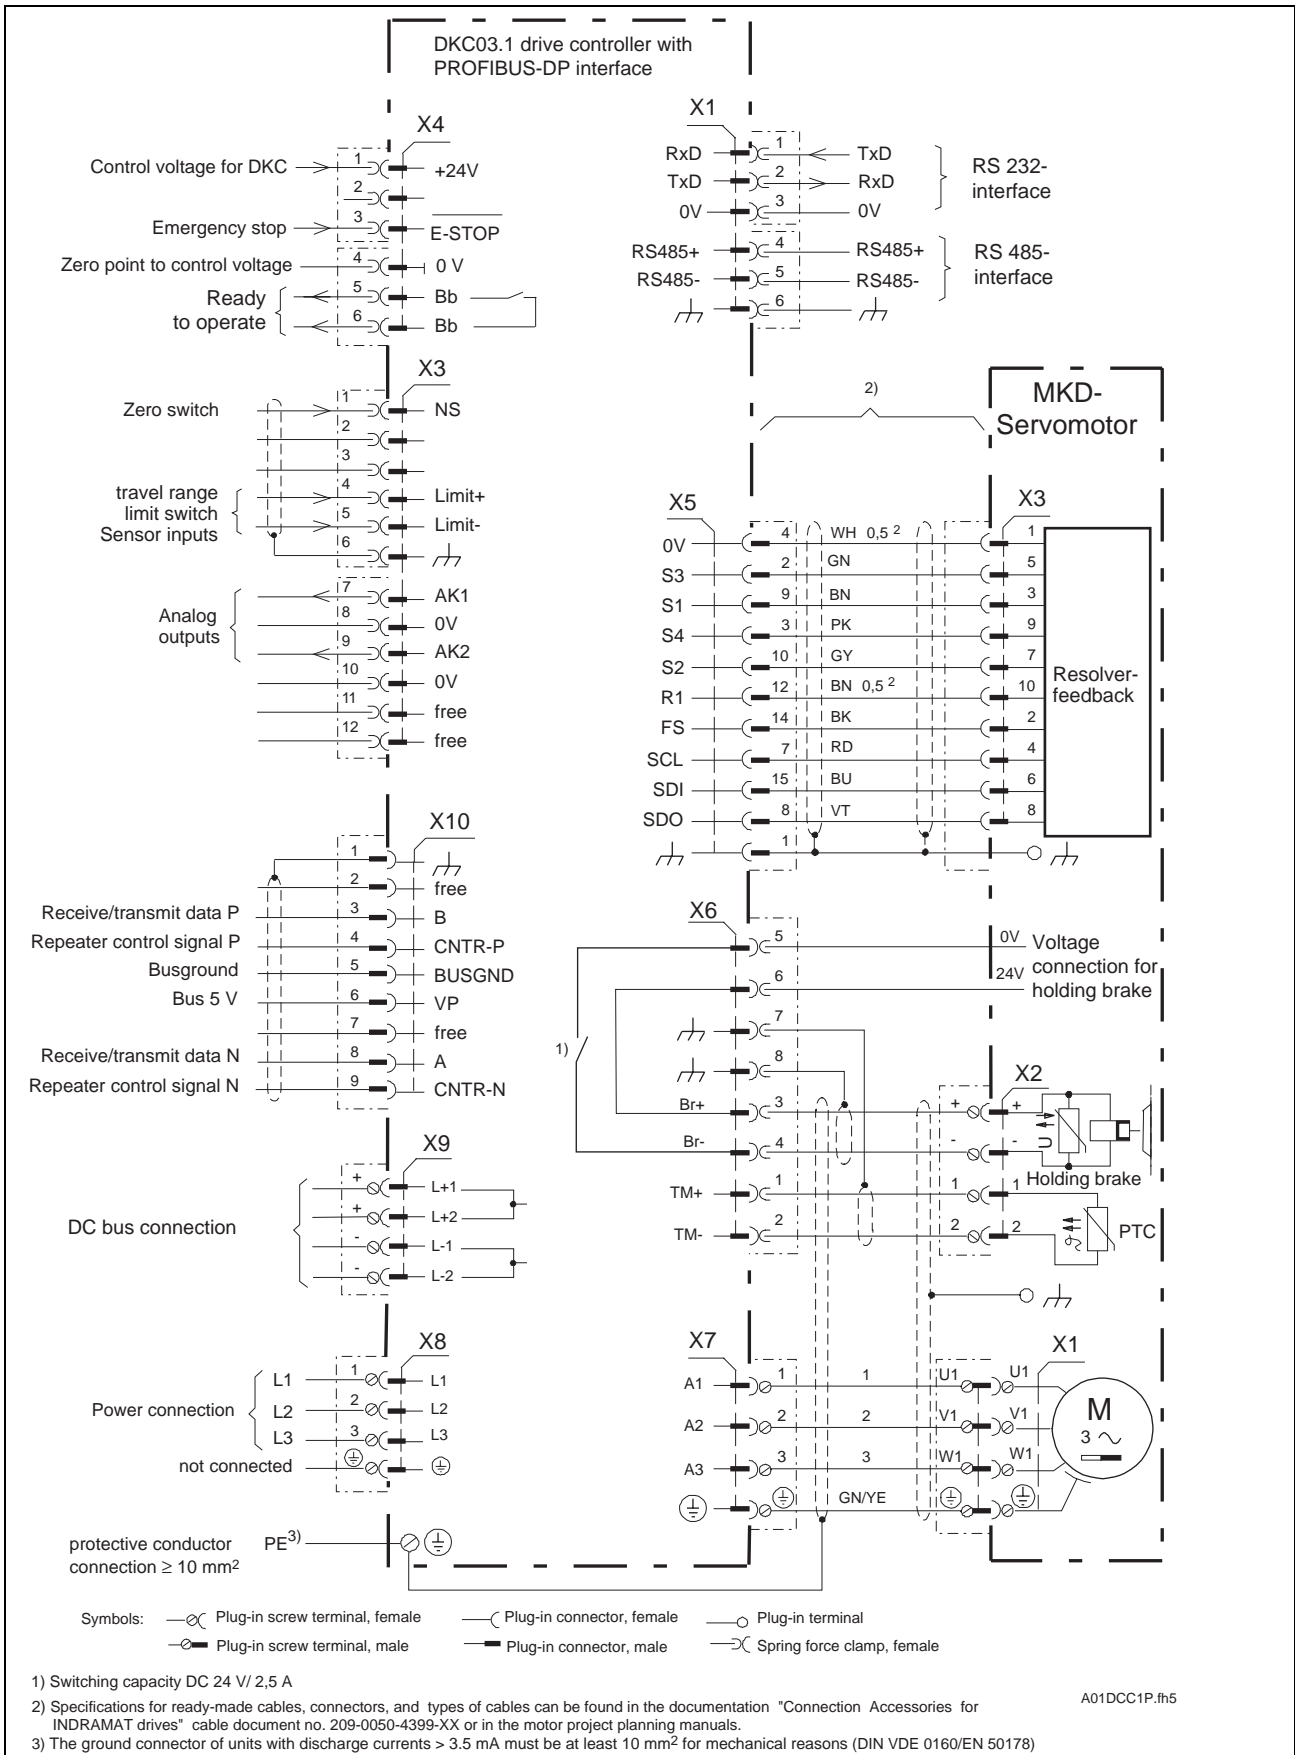 DKC03.1 drive controller with
PROFIBUS-DP interface
X4
Control voltage for DKC
1
+24V
2
Emergency stop
3
E-STOP
Zero point to control voltage
4
0 V
Ready
to operate
5
Bb
6
Bb
X1
RxD
1
TxD
TxD
2
RxD
0V
3
0V
RS 232-
interface
RS485+
4
RS485+
RS485-
5
RS485-
6
RS 485-
interface
X3
Zero switch
1
NS
2
3
travel range
limit switch
Sensor inputs
4
Limit+
5
Limit-
6
Analog
outputs
7
AK1
8
0V
9
AK2
10
0V
11
free
12
free
2)
MKD-
Servomotor
X5
X3
0V
4
WH 0,5 2
1
S3
2
GN
5
S1
9
BN
3
S4
3
PK
9
S2
10
GY
7
R1
12
BN 0,5 2
10
FS
14
BK
2
SCL
7
RD
4
SDI
15
BU
6
SDO
8
VT
8
1
Resolver-
feedback
X10
1
2
free
Receive/transmit data P
3
B
Repeater control signal P
4
CNTR-P
Busground
5
BUSGND
Bus 5 V
6
VP
7
free
Receive/transmit data N
8
A
Repeater control signal N
9
CNTR-N
X6
5
0V
6
24V
Voltage
connection for
holding brake
7
8
1)
Br+
3
+
+
Br-
4
-
-
X2
U
Holding brake
TM+
1
1
1
TM-
2
2
2
PTC
X9
DC bus connection
+
L+1
+
L+2
-
L-1
-
L-2
X8
Power connection
L1
1
L1
L2
2
L2
L3
3
L3
not connected
X7
X1
A1
1
1
U1
U1
A2
2
2
V1
V1
A3
3
3
W1
W1
GN/YE
M
3 ~
protective conductor
connection ≥ 10 mm2
PE3)
Symbols:
Plug-in screw terminal, female
Plug-in connector, female
Plug-in terminal
Plug-in screw terminal, male
Plug-in connector, male
Spring force clamp, female
1) Switching capacity DC 24 V/ 2,5 A
A01DCC1P.fh5
2) Specifications for ready-made cables, connectors, and types of cables can be found in the documentation "Connection Accessories for
INDRAMAT drives" cable document no. 209-0050-4399-XX or in the motor project planning manuals.
3) The ground connector of units with discharge currents > 3.5 mA must be at least 10 mm2 for mechanical reasons (DIN VDE 0160/EN 50178)